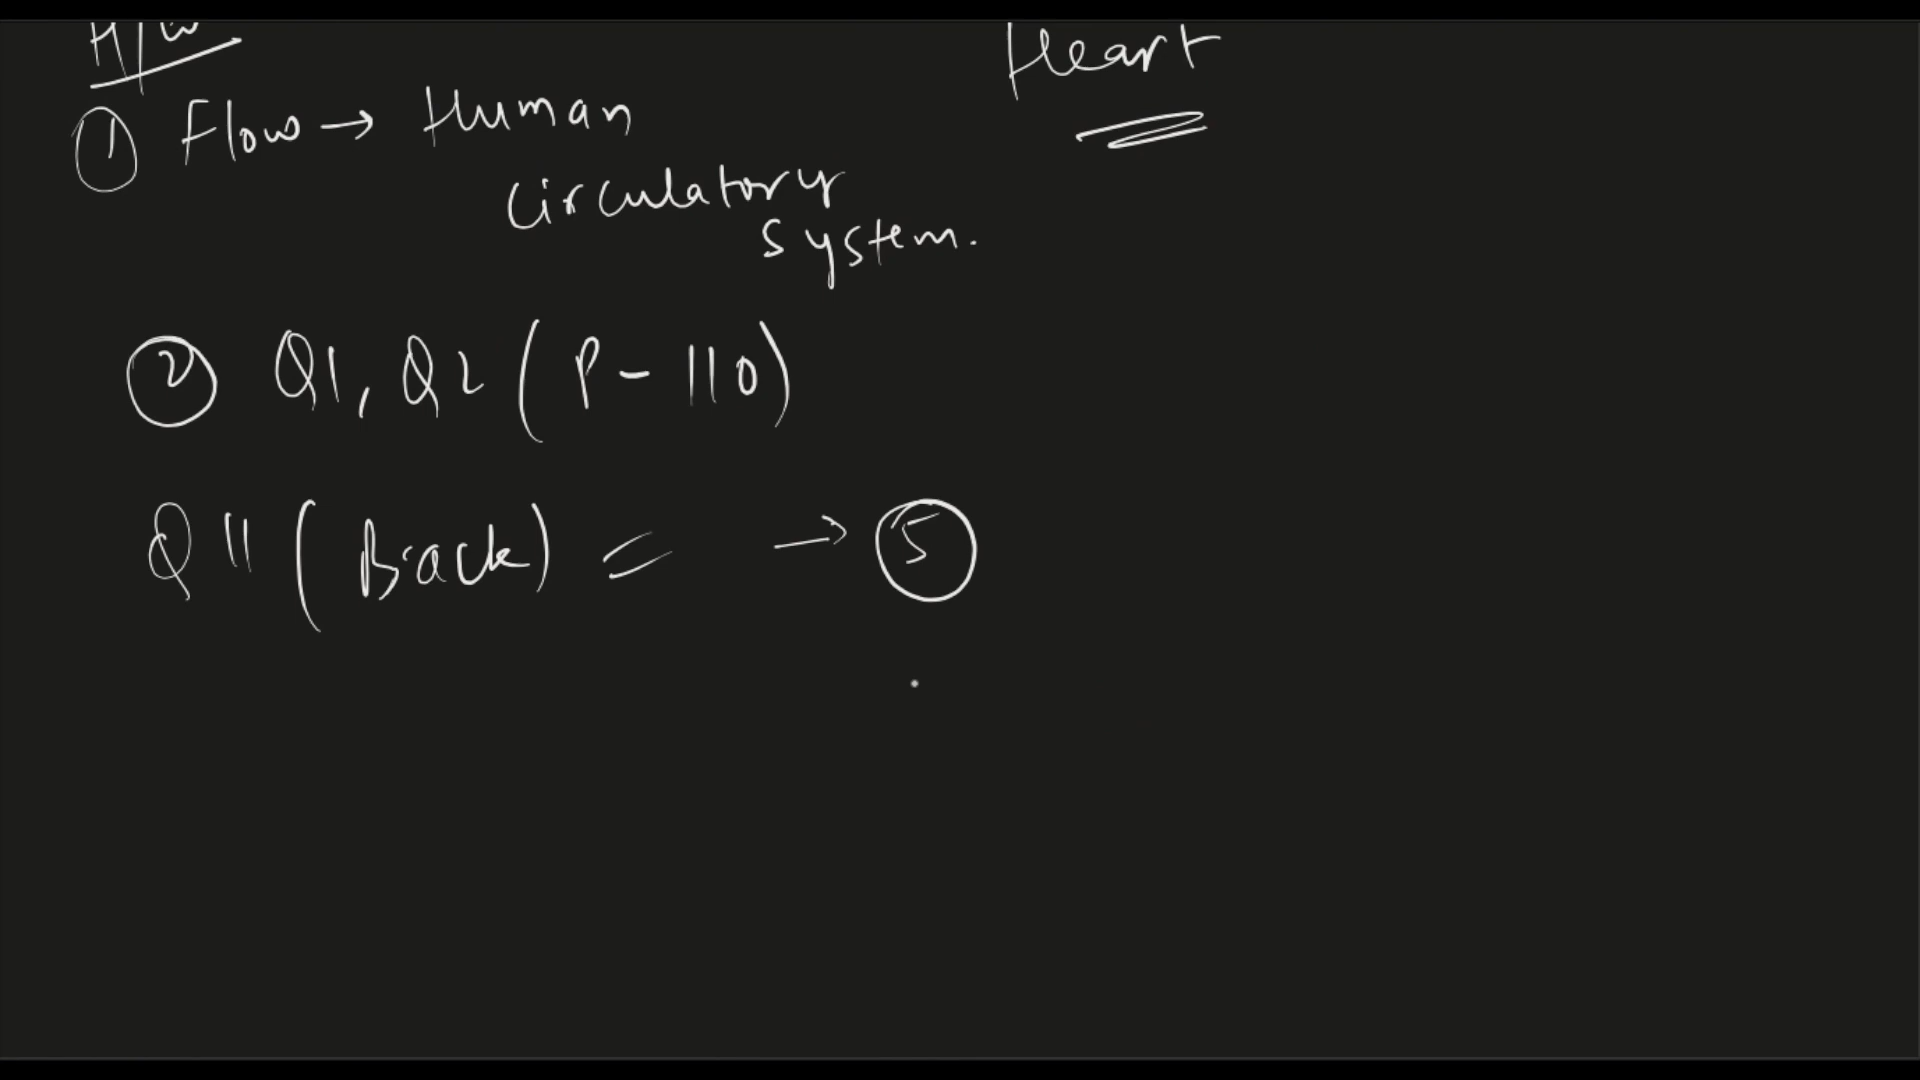 H/W
Heart
① Flow → Human
Circulatory
System.
② Q1, Q2 (P-110)
Q11 (Back) = → ⑤